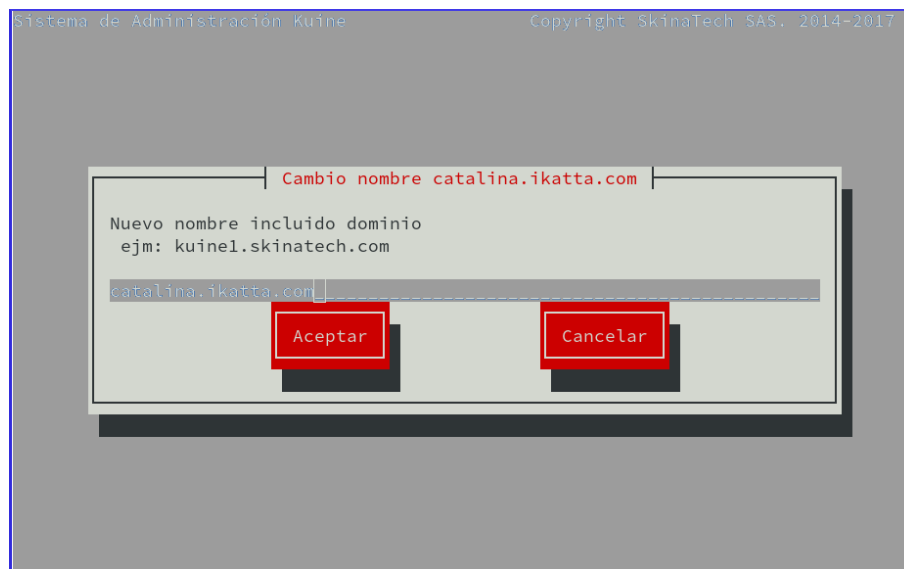 Sistema de Administración Kuine Copyright SkinaTech SAS. 2014-2017
Cambio nombre catalina.ikatta.com
Nuevo nombre incluido dominio
ejm: kuine1.skinatech.com
catalina.ikatta.com
Aceptar Cancelar